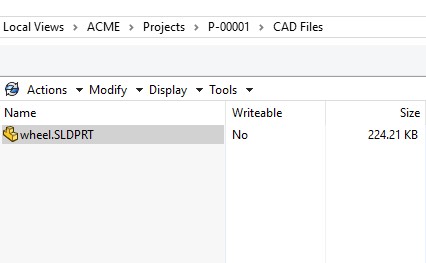 Local Views > ACME > Projects > P-00001 > CAD Files
Actions Modify Display Tools
Name Writeable Size
wheel.SLDPRT No 224.21 KB